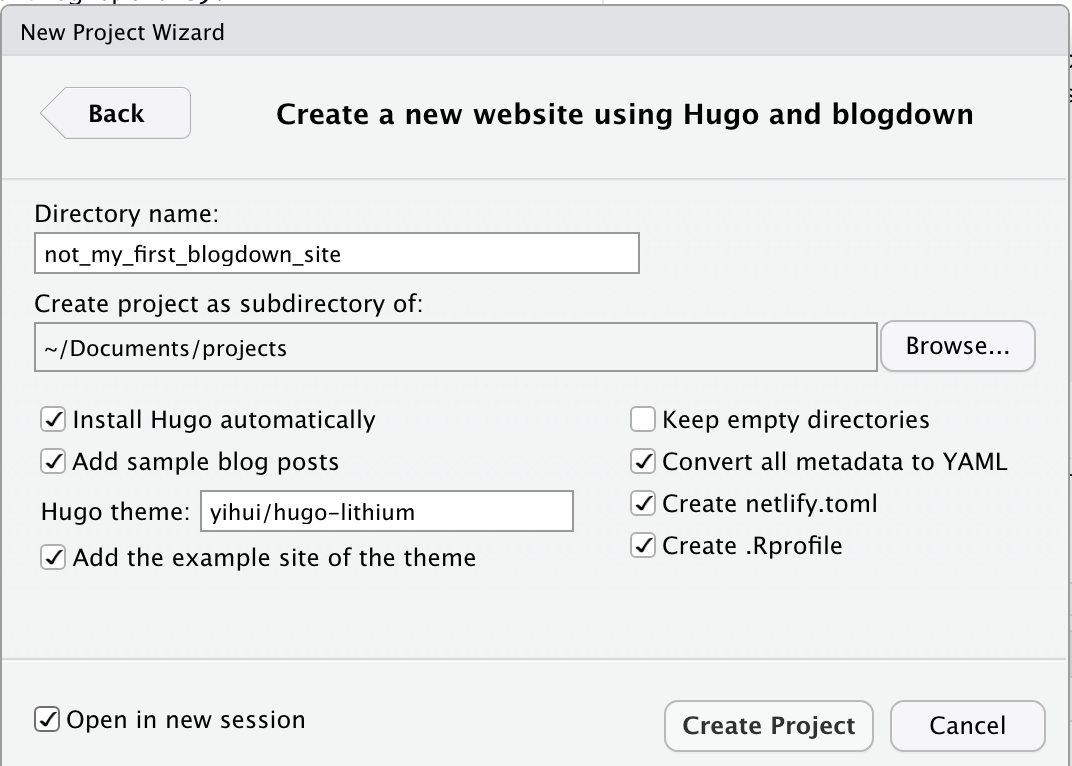 New Project Wizard
Back
Create a new website using Hugo and blogdown
Directory name:
not_my_first_blogdown_site
Create project as subdirectory of:
~/Documents/projects
Browse...
Install Hugo automatically
Keep empty directories
Add sample blog posts
Convert all metadata to YAML
Hugo theme: yihui/hugo-lithium
Create netlify.toml
Add the example site of the theme
Create .Rprofile
Open in new session
Create Project
Cancel